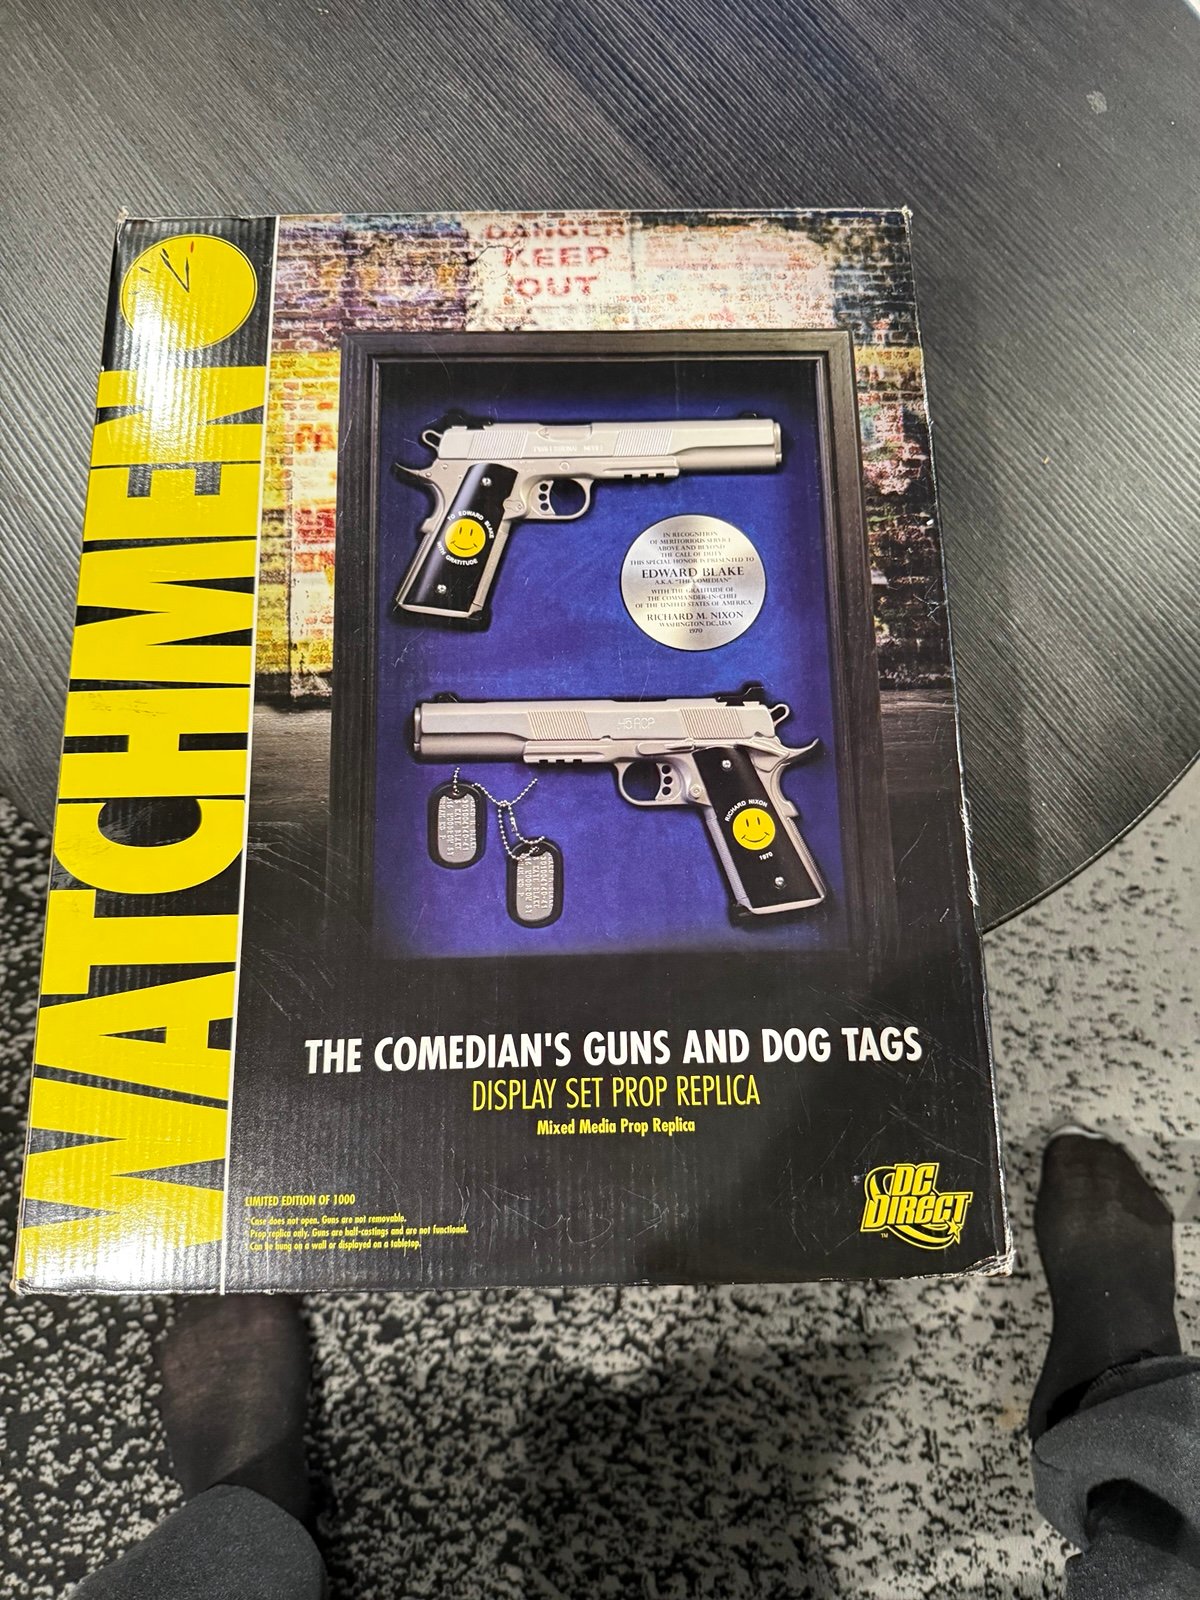 WATCHMEN
DANGER
KEEP
OUT
TO EDWARD BLAKE
WITH GRATITUDE
IN RECOGNITION
OF MERITORIOUS SERVICE
ABOVE AND BEYOND
THE CALL OF DUTY
THIS SPECIAL HONOR IS PRESENTED TO
EDWARD BLAKE
A.K.A. "THE COMEDIAN"
WITH THE GRATITUDE OF
THE COMMANDER-IN-CHIEF
OF THE UNITED STATES OF AMERICA.
RICHARD M. NIXON
WASHINGTON, DC, USA
1970
RICHARD NIXON
1970
THE COMEDIAN'S GUNS AND DOG TAGS
DISPLAY SET PROP REPLICA
Mixed Media Prop Replica
LIMITED EDITION OF 1000
Case does not open. Guns are not removable.
Prop replica only. Guns are half-castings and are not functional.
Can be hung on a wall or displayed on a tabletop.
DC
DIRECT
TM